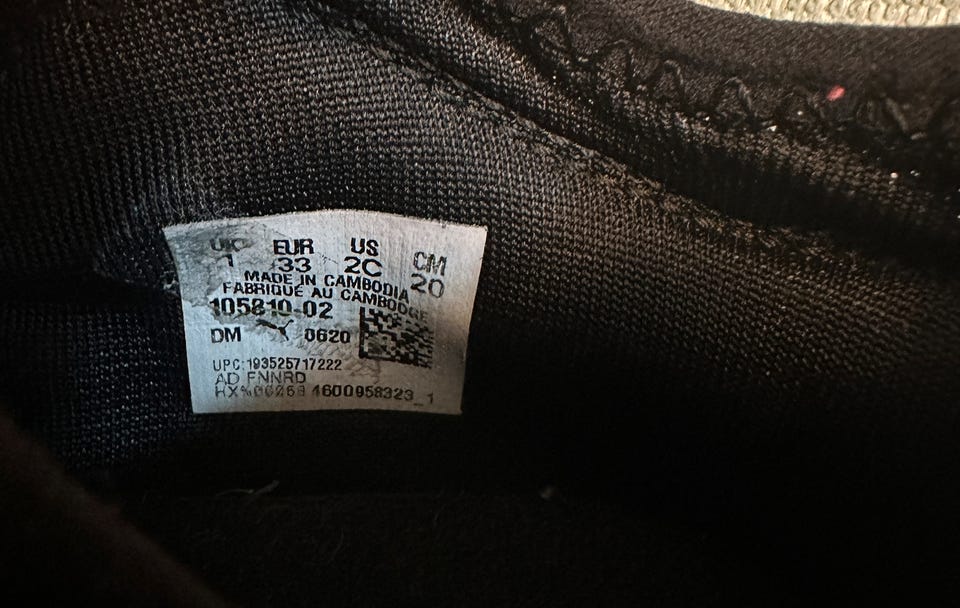 UK EUR US CM
1 33 2C 20
MADE IN CAMBODIA
FABRIQUÉ AU CAMBODGE
105810-02
DM 0620
UPC:193525717222
AD FNNRD
4600958323_1